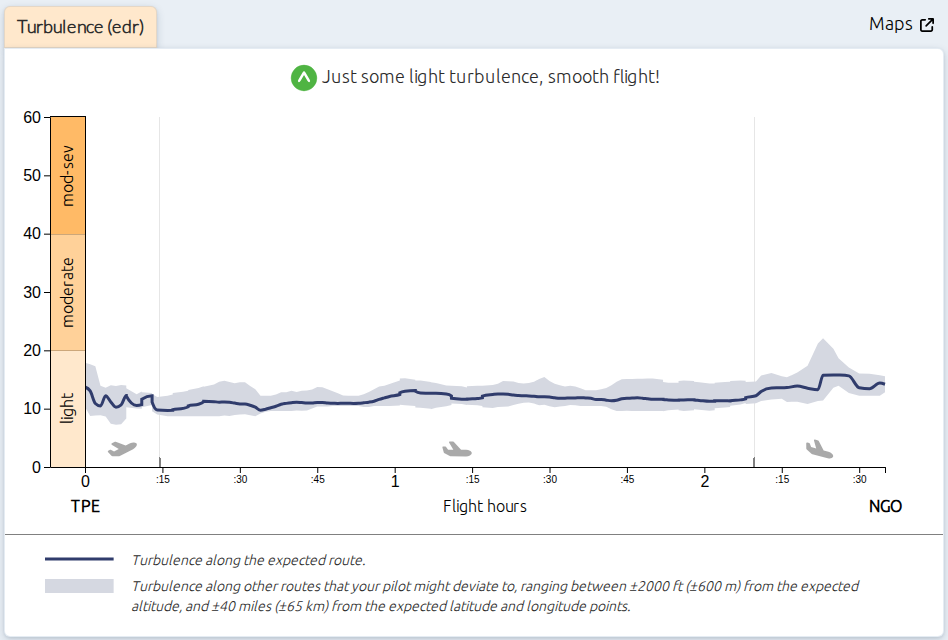 Turbulence (edr)
Maps
Just some light turbulence, smooth flight!
60
50
40
30
20
10
0
mod-sev
moderate
light
0
:15
:30
:45
1
:15
:30
:45
2
:15
:30
TPE
Flight hours
NGO
Turbulence along the expected route.
Turbulence along other routes that your pilot might deviate to, ranging between ±2000 ft (±600 m) from the expected
altitude, and ±40 miles (±65 km) from the expected latitude and longitude points.